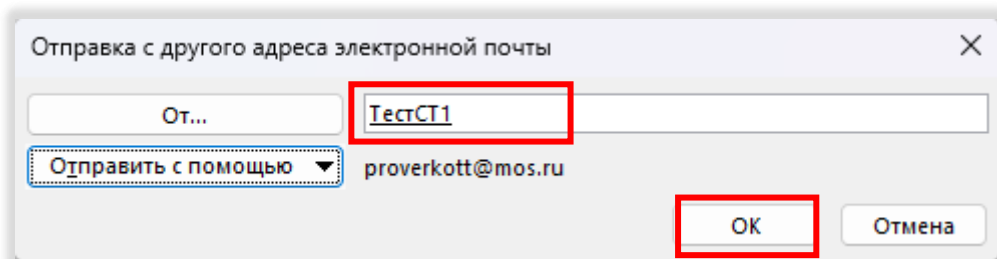 Отправка с другого адреса электронной почты
От... ТестСТ1
Отправить с помощью proverkott@mos.ru
ОК Отмена